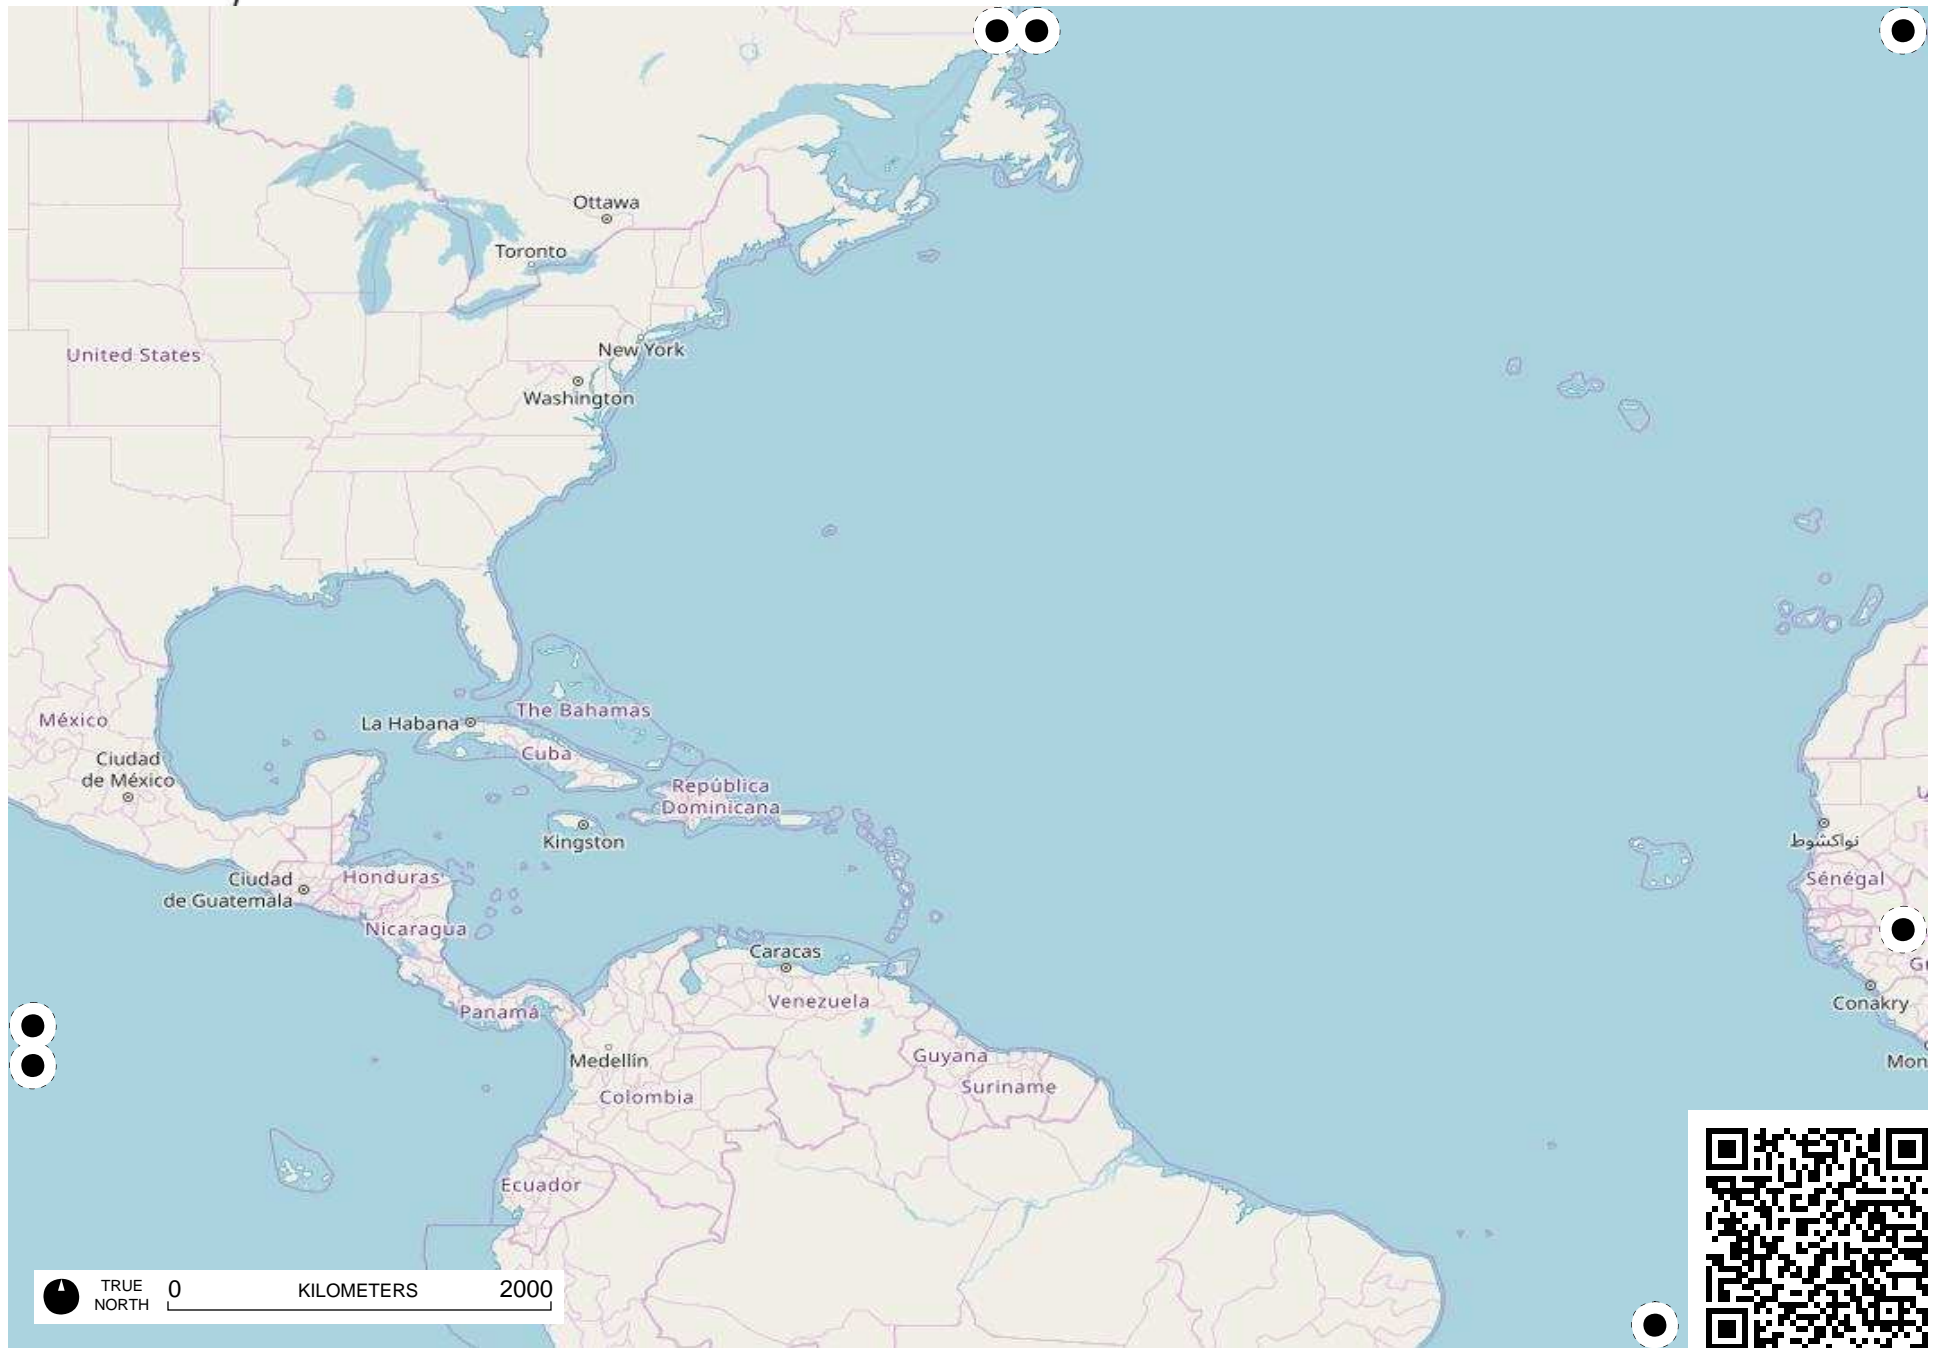 Ottawa
Toronto
New York
United States
Washington
The Bahamas
México
La Habana
Cuba
Ciudad
de México
República
Dominicana
Kingston
نواكشوط
Ciudad
de Guatemala
Honduras
Sénégal
Nicaragua
Caracas
Venezuela
Conakry
Panamá
Medellín
Guyana
Mon
Suriname
Colombia
Ecuador
TRUE
NORTH
0 KILOMETERS 2000